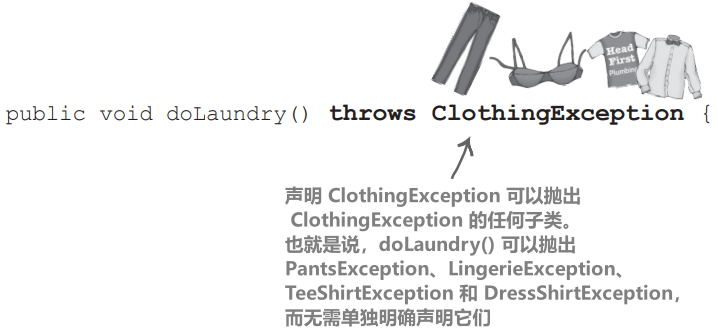 Head
First
Plumbing
public void doLaundry() throws ClothingException {
声明 ClothingException 可以抛出
ClothingException 的任何子类。
也就是说，doLaundry() 可以抛出
PantsException、LingerieException、
TeeShirtException 和 DressShirtException，
而无需单独明确声明它们